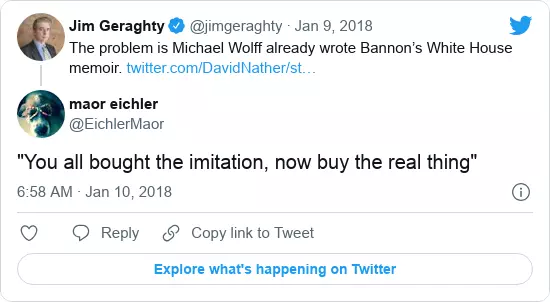 Jim Geraghty @jimgeraghty · Jan 9, 2018
The problem is Michael Wolff already wrote Bannon’s White House
memoir. twitter.com/DavidNather/st…
maor eichler
@EichlerMaor
"You all bought the imitation, now buy the real thing"
6:58 AM · Jan 10, 2018
Reply Copy link to Tweet
Explore what's happening on Twitter